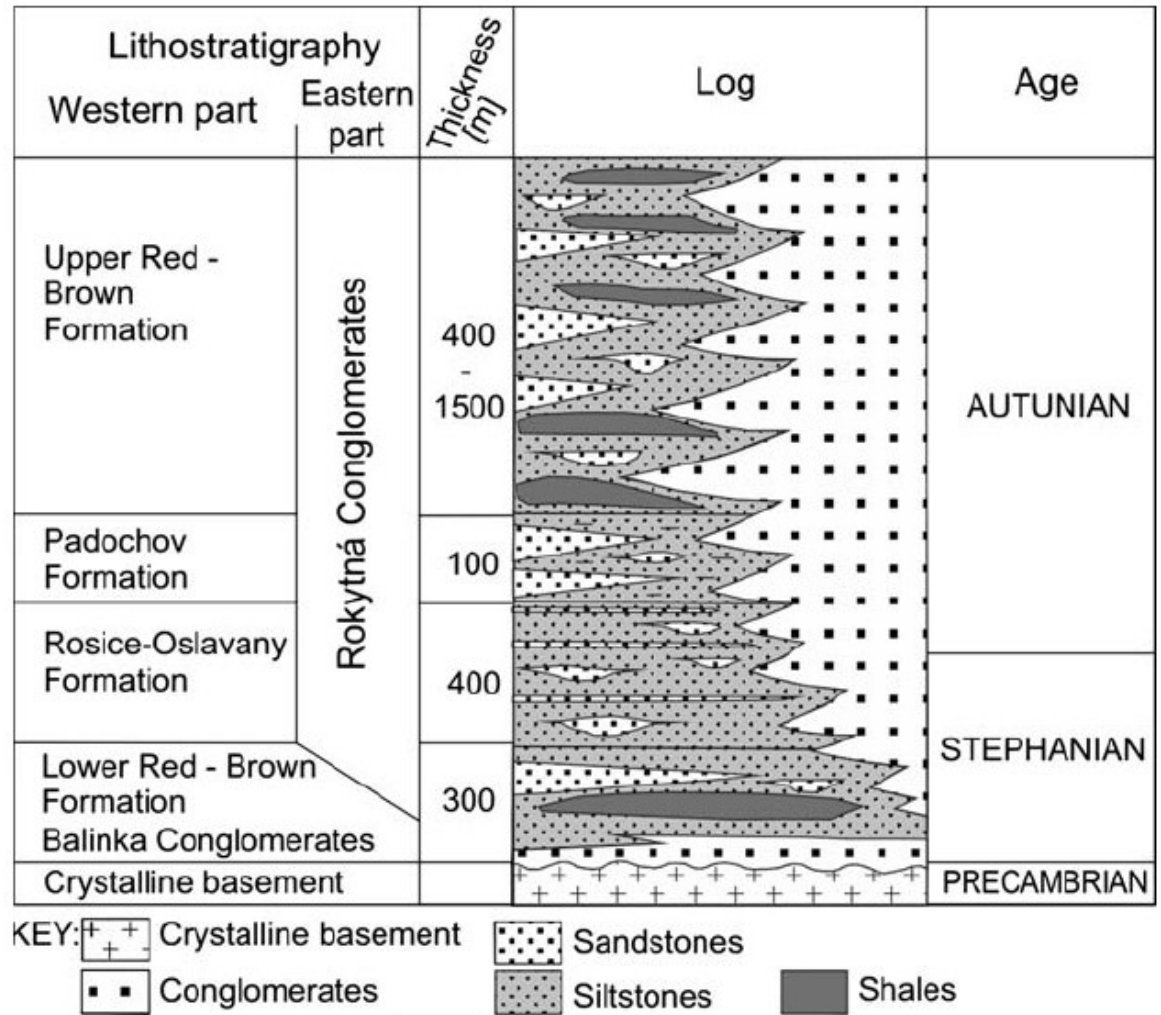 Lithostratigraphy
Western part
Eastern
part
Thickness
[m]
Log
Age
Upper Red -
Brown
Formation
Rokytná Conglomerates
400
-
1500
AUTUNIAN
Padochov
Formation
100
Rosice-Oslavany
Formation
400
STEPHANIAN
Lower Red - Brown
Formation
300
Balinka Conglomerates
Crystalline basement
PRECAMBRIAN
KEY:
Crystalline basement
Sandstones
Conglomerates
Siltstones
Shales